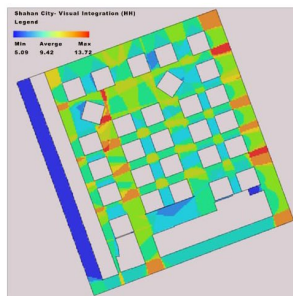 Shahan City- Visual Integration (HH)
Legend
Min Averge Max
5.09 9.42 13.72